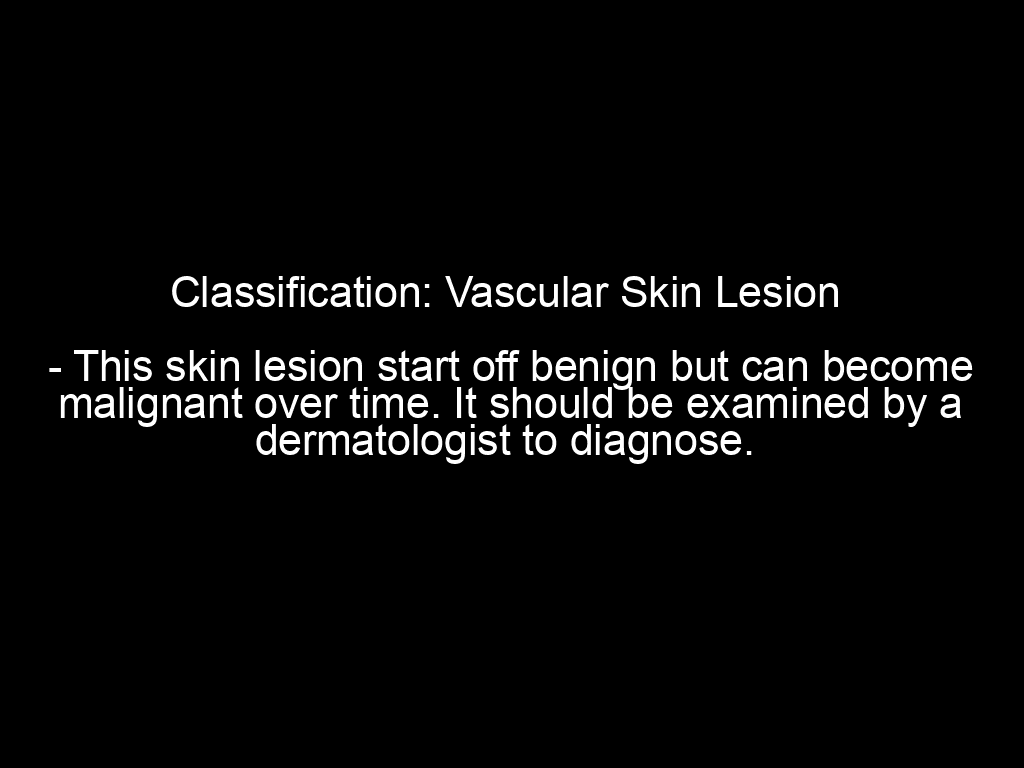 Classification: Vascular Skin Lesion
- This skin lesion start off benign but can become
malignant over time. It should be examined by a
dermatologist to diagnose.